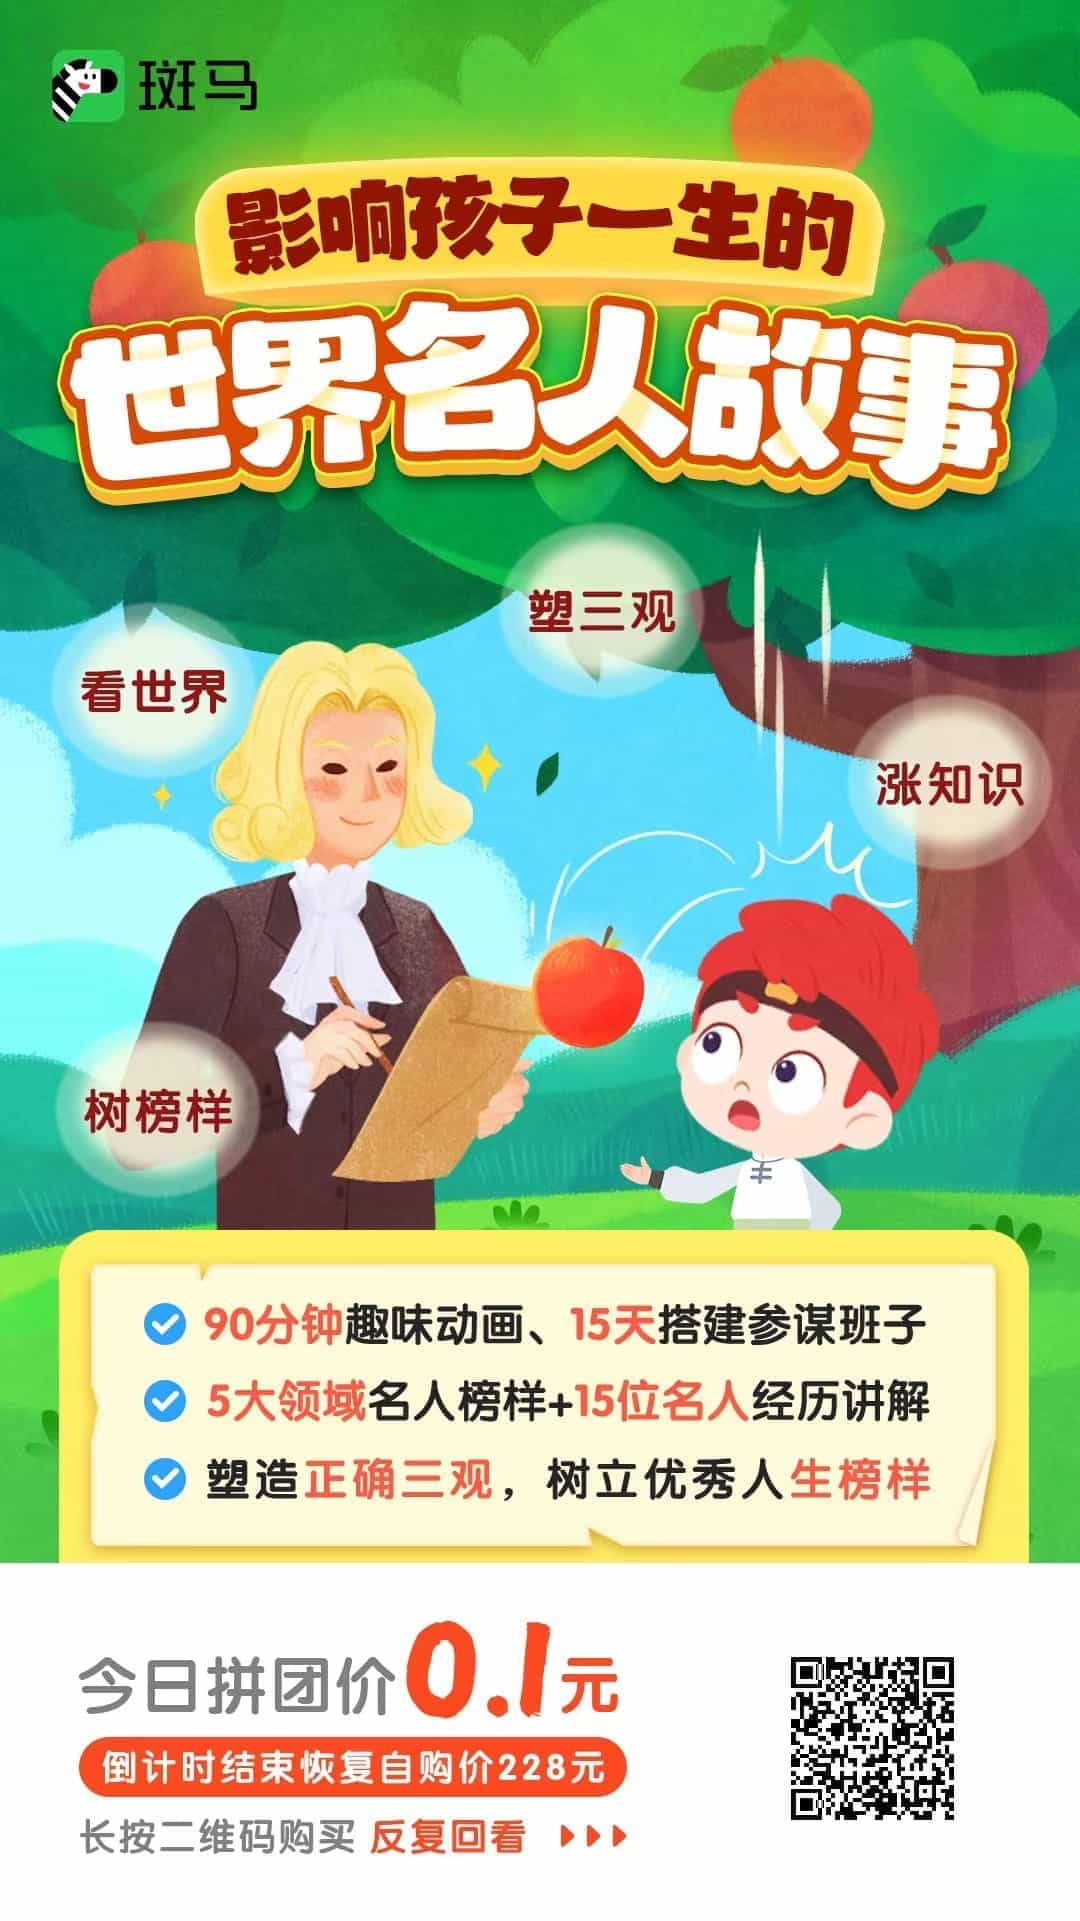 斑马
影响孩子一生的
世界名人故事
塑三观
看世界
涨知识
树榜样
90分钟趣味动画、15天搭建参谋班子
5大领域名人榜样+15位名人经历讲解
塑造正确三观，树立优秀人生榜样
今日拼团价0.1元
倒计时结束恢复自购价228元
长按二维码购买 反复回看